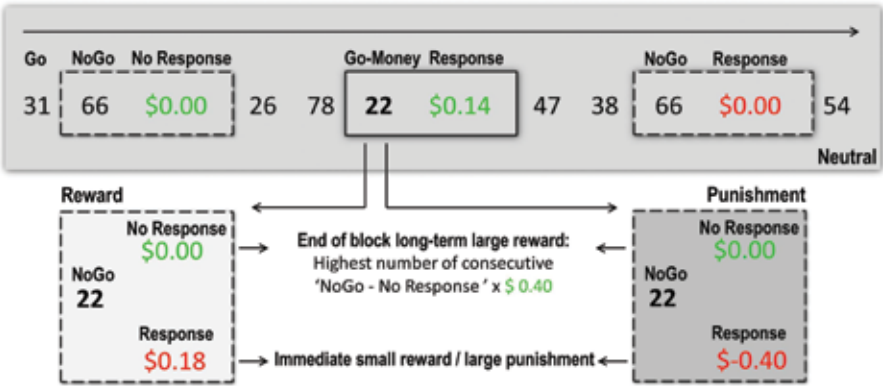 Go NoGo No Response Go-Money Response NoGo Response
31 66 $0.00 26 78 22 $0.14 47 38 66 $0.00 54
Neutral
Reward
No Response
$0.00
NoGo
22
Response
$0.18
End of block long-term large reward:
Highest number of consecutive
‘NoGo - No Response ’ x $ 0.40
Immediate small reward / large punishment
Punishment
No Response
$0.00
NoGo
22
Response
$-0.40